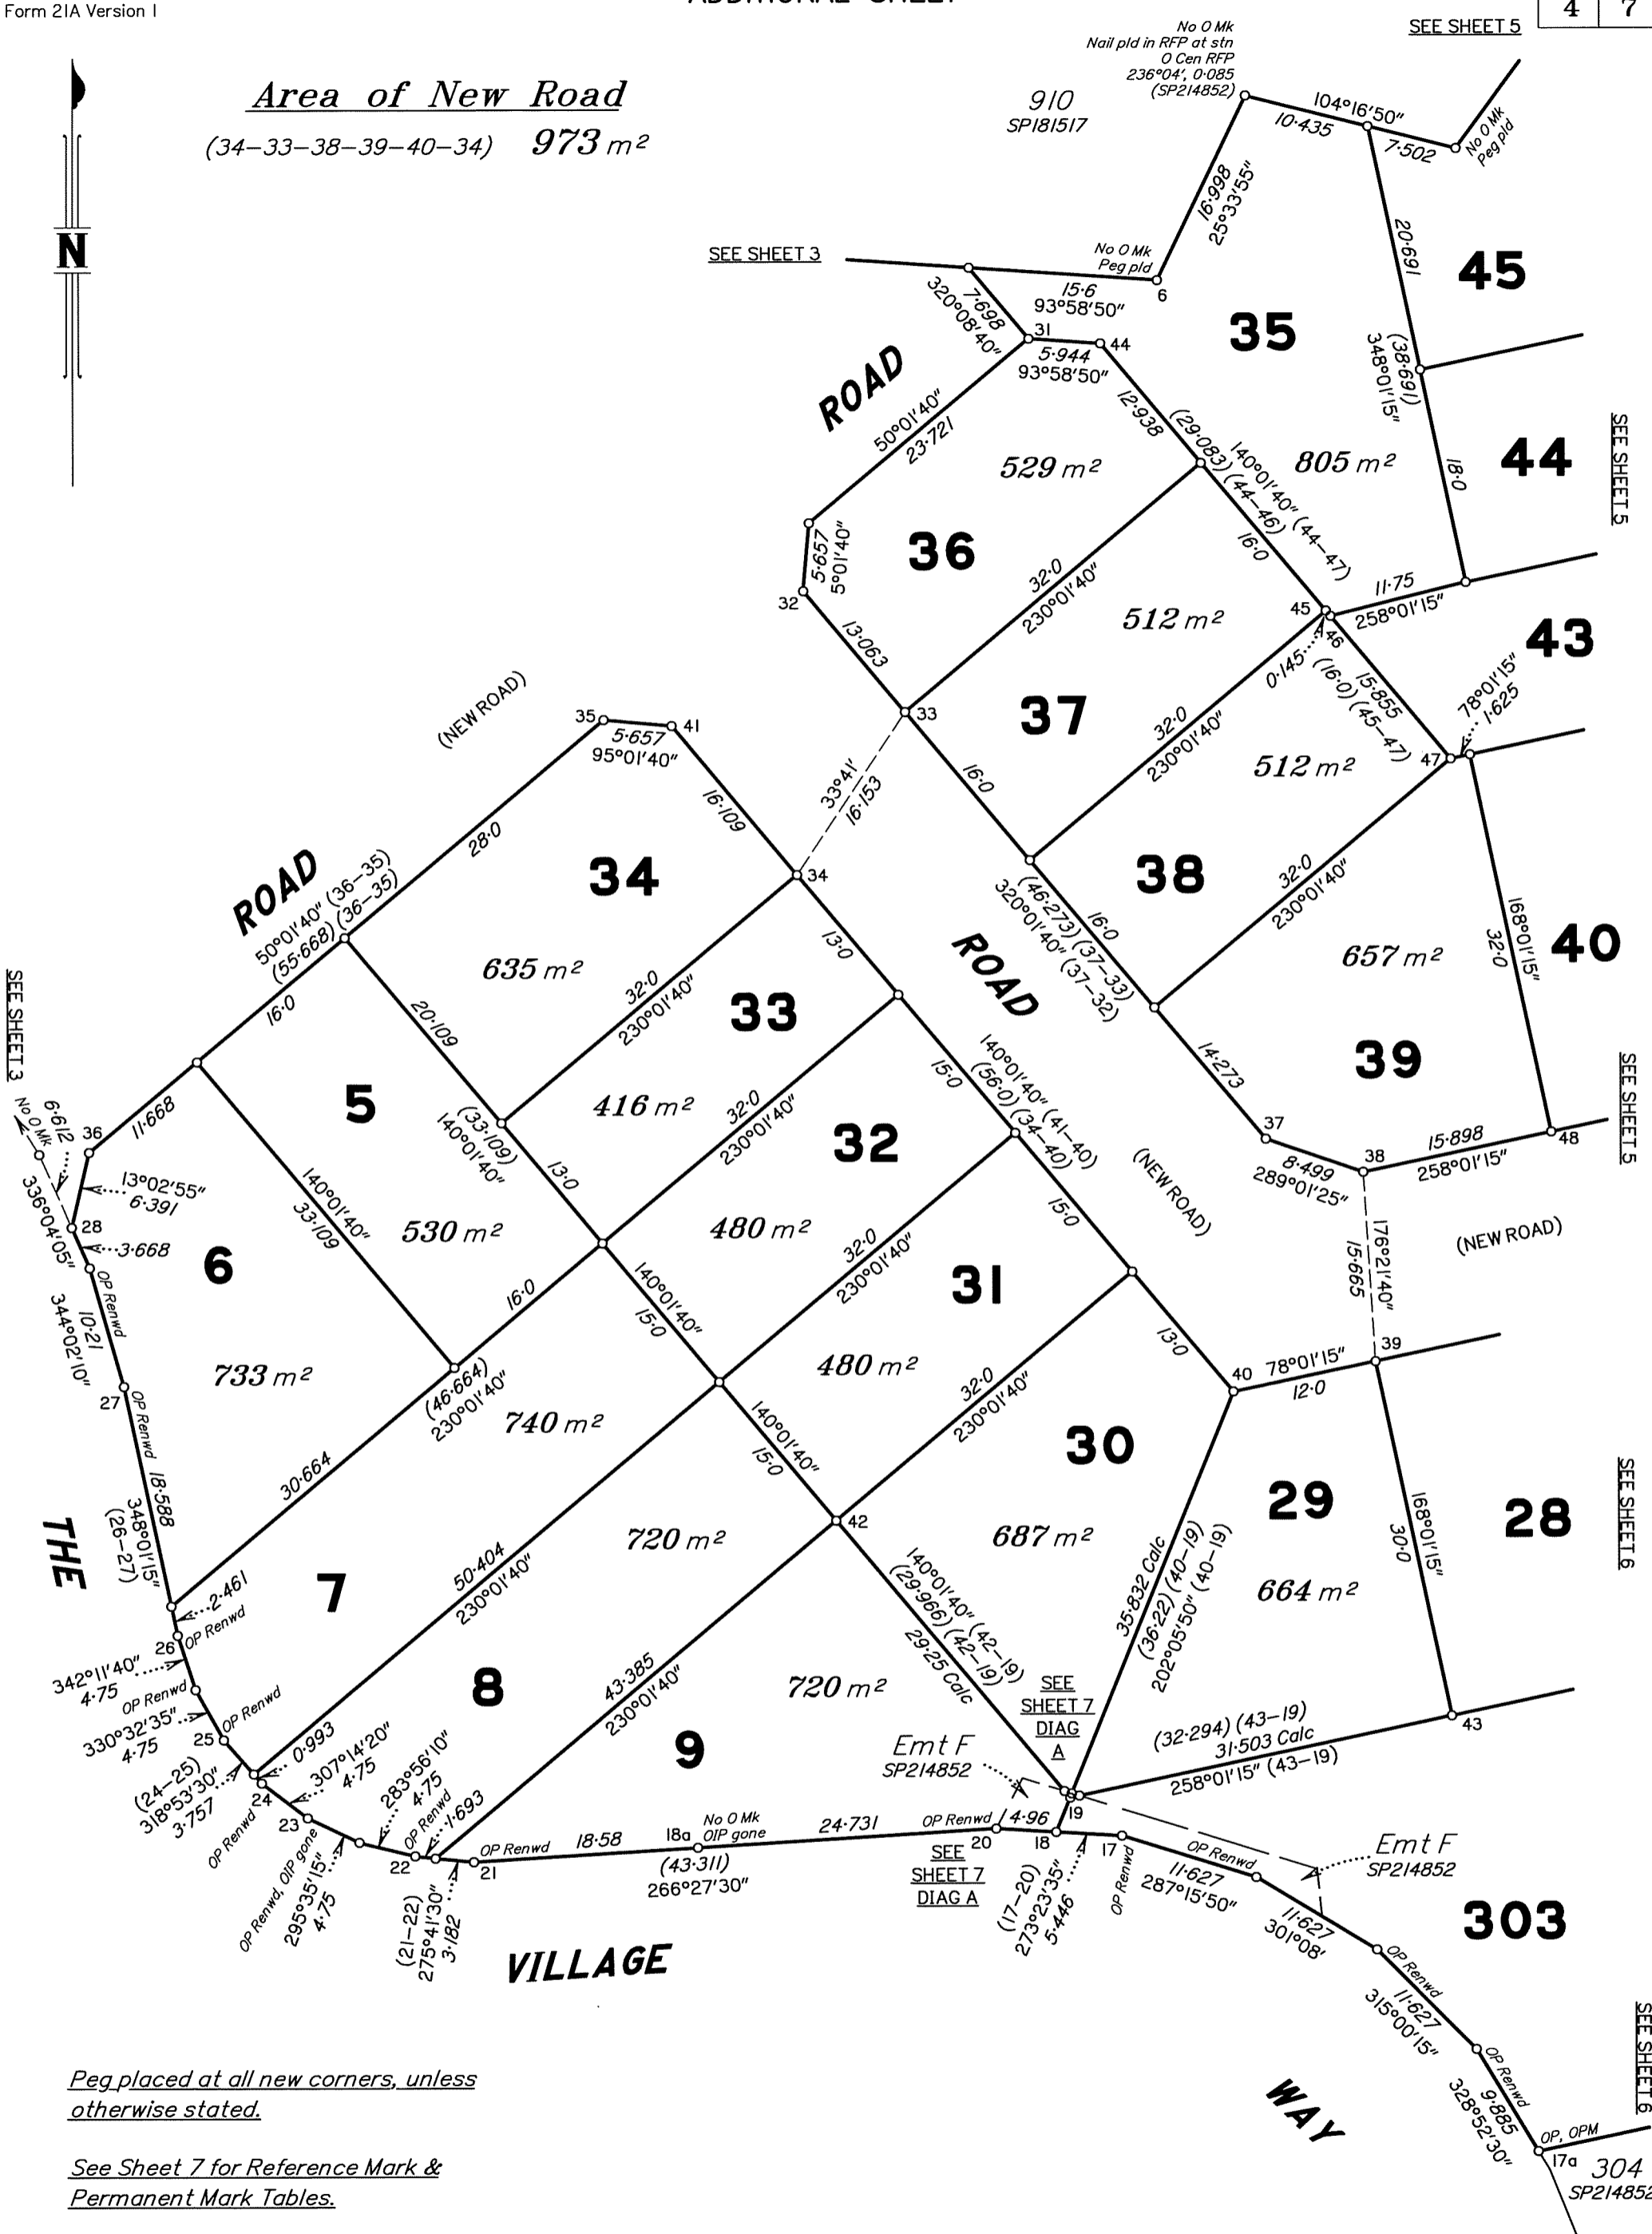 Form 21A Version 1
4 7
SEE SHEET 5
Area of New Road
(34–33–38–39–40–34) 973 m²
N
No O Mk
Nail pld in RFP at stn
O Cen RFP
236°04', 0·085
(SP214852)
910
SP181517
104°16'50"
10·435
7·502
No O Mk
Peg pld
16·998
25°33'55"
SEE SHEET 3
No O Mk
Peg pld
15·6
93°58'50"
6
7·698
320°08'40"
31
5·944
93°58'50"
44
35
45
20·691
(38·691)
348°01'15"
ROAD
50°01'40"
23·721
12·938
(29·083) (44–46)
140°01'40" (44–47)
529 m²
805 m²
44
18·0
SEE SHEET 5
36
5·657
5°01'40"
32
13·063
32·0
230°01'40"
16·0
11·75
258°01'15"
45
46
0·145
512 m²
43
15·855
(16·0) (45–47)
78°01'15"
1·625
(NEW ROAD)
35
5·657
95°01'40"
41
33
37
32·0
230°01'40"
512 m²
47
16·109
33°41'
16·153
16·0
28·0
34
34
38
32·0
230°01'40"
ROAD
50°01'40" (36–35)
(55·668) (36–35)
13·0
16·0
(46·273) (37–33)
320°01'40" (37–32)
168°01'15"
32·0
40
635 m²
32·0
230°01'40"
33
ROAD
657 m²
SEE SHEET 3
16·0
20·109
14·273
39
SEE SHEET 5
No O Mk
6·612
36
11·668
5
(33·109)
140°01'40"
416 m²
32·0
230°01'40"
32
15·0
140°01'40" (41–40)
(56·0) (34–40)
37
8·499
289°01'25"
38
15·898
258°01'15"
48
13°02'55"
6·391
336°04'05"
28
3·668
140°01'40"
33·109
13·0
(NEW ROAD)
530 m²
480 m²
15·0
176°21'40"
15·665
(NEW ROAD)
6
OP Renwd
10·21
344°02'10"
16·0
140°01'40"
15·0
32·0
230°01'40"
31
13·0
733 m²
480 m²
40
78°01'15"
12·0
39
27
OP Renwd
18·588
348°01'15"
(26–27)
(46·664)
230°01'40"
740 m²
140°01'40"
15·0
32·0
230°01'40"
30
30·664
THE
29
168°01'15"
30·0
28
SEE SHEET 6
7
50·404
230°01'40"
720 m²
42
687 m²
664 m²
2·461
26
OP Renwd
140°01'40" (42–19)
(29·966) (42–19)
29·25 Calc
35·832 Calc
(36·22) (40–19)
202°05'50" (40–19)
342°11'40"
4·75
OP Renwd
330°32'35"
4·75
25
OP Renwd
8
43·385
230°01'40"
720 m²
SEE
SHEET 7
DIAG
A
(32·294) (43–19)
31·503 Calc
258°01'15" (43–19)
43
(24–25)
318°53'30"
3·757
0·993
307°14'20"
4·75
9
Emt F
SP214852
24
OP Renwd
23
283°56'10"
4·75
OP Renwd
1·693
OP Renwd, OIP gone
295°35'15"
4·75
22
21
OP Renwd
18·58
18a
No O Mk
OIP gone
24·731
(43·311)
266°27'30"
OP Renwd
20
4·96
18
19
17
OP Renwd
SEE
SHEET 7
DIAG A
(17–20)
273°23'35"
5·446
(21–22)
275°41'30"
3·182
OP Renwd
11·627
287°15'50"
Emt F
SP214852
11·627
301°08'
303
VILLAGE
OP Renwd
11·627
315°00'15"
SEE SHEET 6
WAY
OP Renwd
9·885
328°52'30"
OP, OPM
17a
304
SP214852
Peg placed at all new corners, unless
otherwise stated.
See Sheet 7 for Reference Mark &
Permanent Mark Tables.